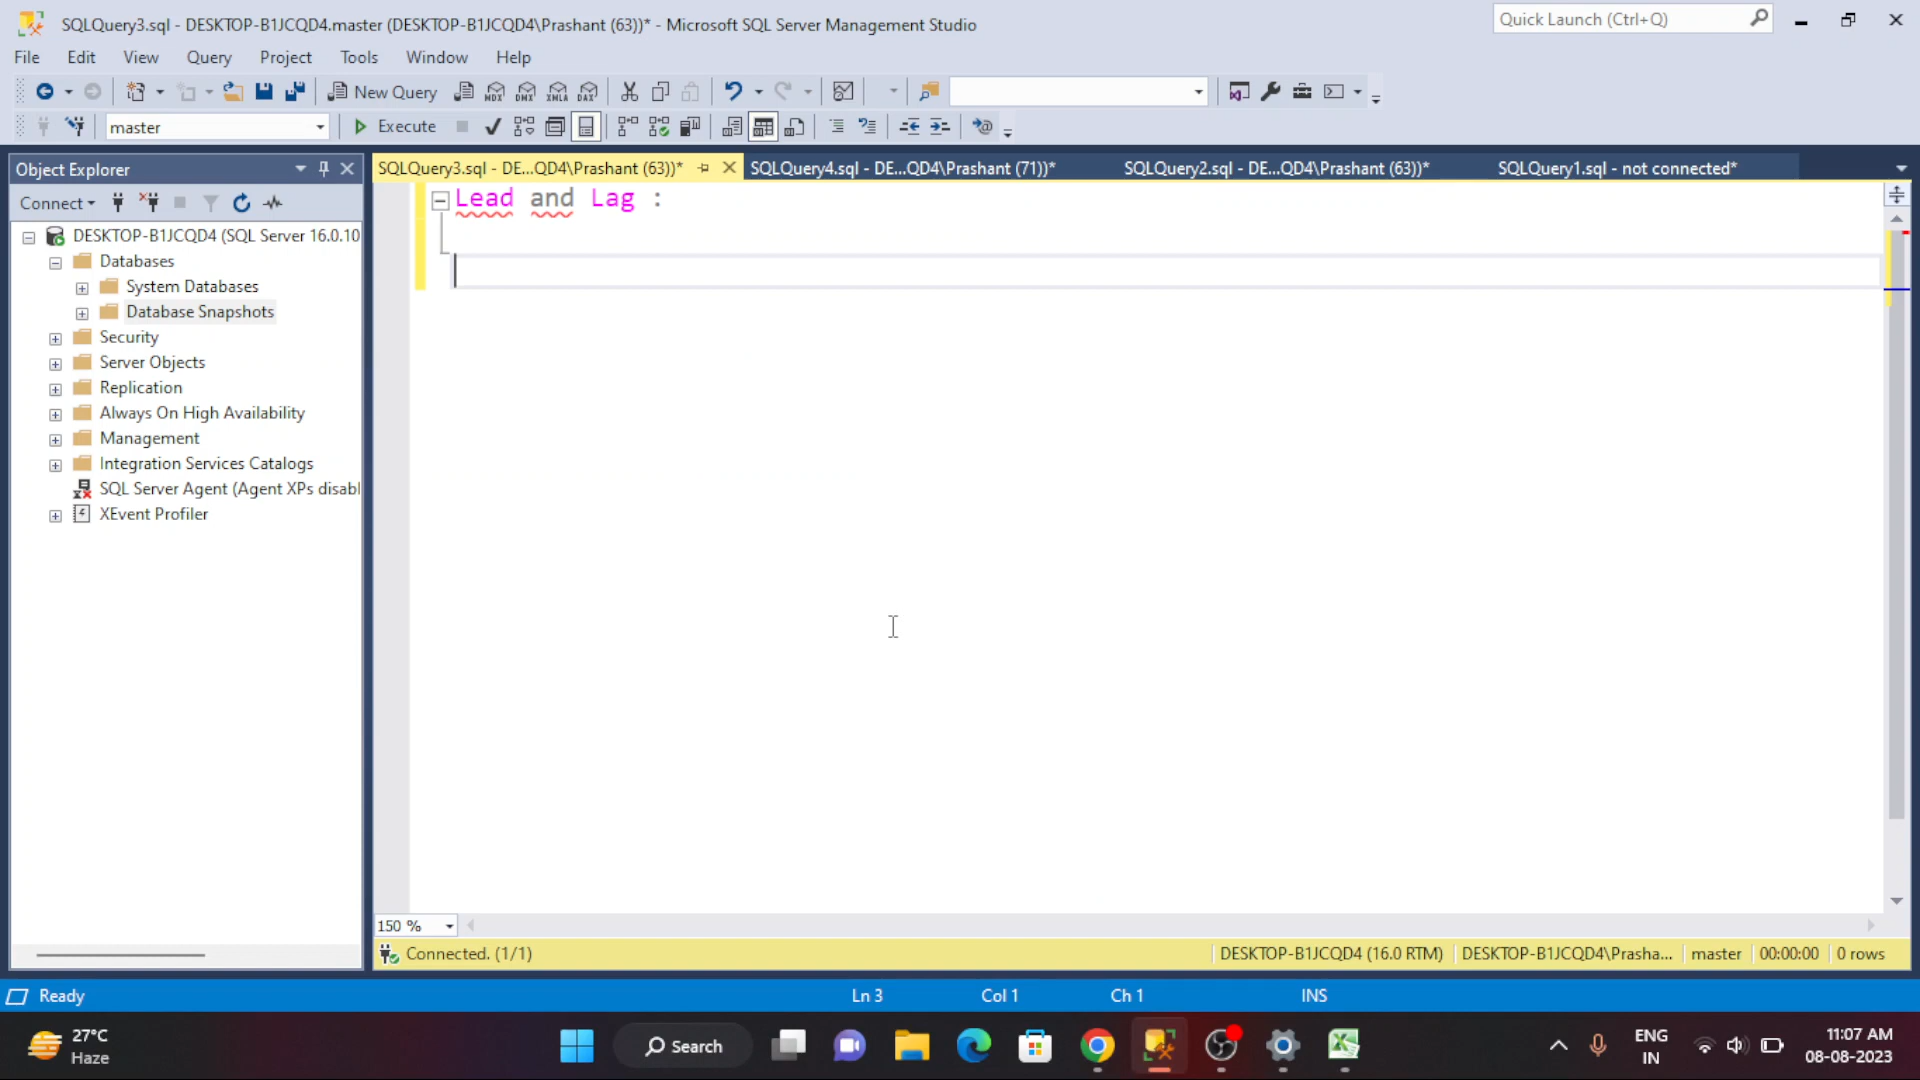 SQLQuery3.sql - DESKTOP-B1JCQD4.master (DESKTOP-B1JCQD4\Prashant (63))* - Microsoft SQL Server Management Studio
Quick Launch (Ctrl+Q)
File Edit View Query Project Tools Window Help
New Query
MDX DMX XMLA DAX
master
Execute
Object Explorer
SQLQuery3.sql - DE...QD4\Prashant (63))*
SQLQuery4.sql - DE...QD4\Prashant (71))*
SQLQuery2.sql - DE...QD4\Prashant (63))*
SQLQuery1.sql - not connected*
Connect
Lead and Lag :
DESKTOP-B1JCQD4 (SQL Server 16.0.10
Databases
System Databases
Database Snapshots
Security
Server Objects
Replication
Always On High Availability
Management
Integration Services Catalogs
SQL Server Agent (Agent XPs disabl
XEvent Profiler
150 %
Connected. (1/1)
DESKTOP-B1JCQD4 (16.0 RTM)
DESKTOP-B1JCQD4\Prasha...
master
00:00:00
0 rows
Ready
Ln 3
Col 1
Ch 1
INS
27°C
Haze
Search
ENG
IN
11:07 AM
08-08-2023